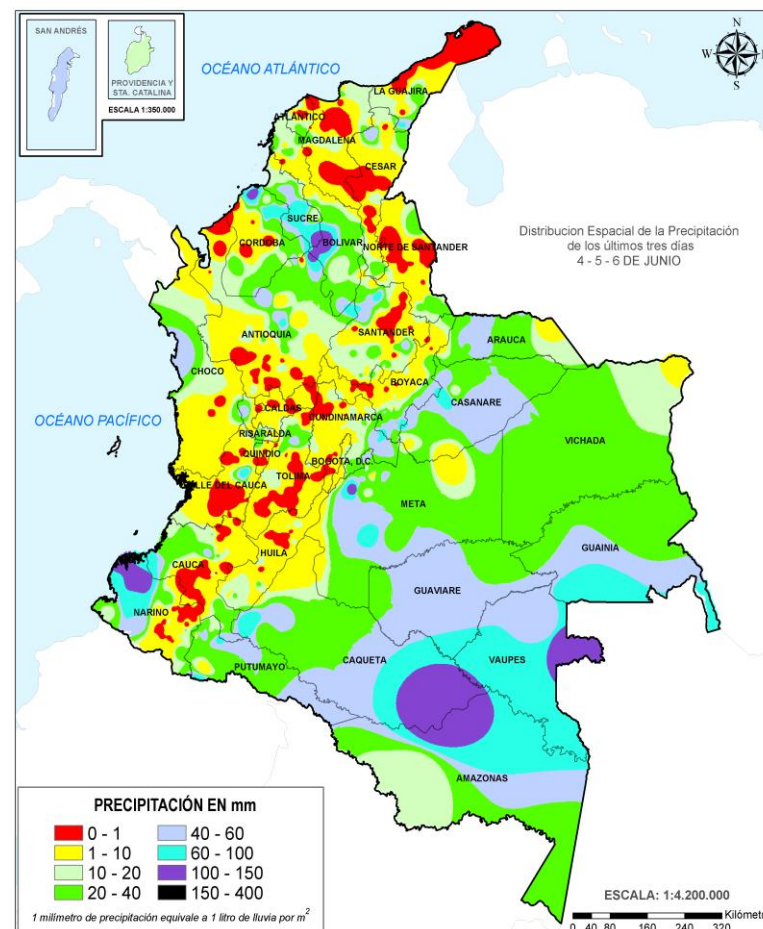 SAN ANDRÉS
PROVIDENCIA Y
STA. CATALINA
ESCALA 1:350.000
OCÉANO ATLÁNTICO
N
W
S
LA GUAJIRA
ATLANTICO
MAGDALENA
CESAR
SUCRE
CORDOBA
BOLIVAR
NORTE DE SANTANDER
Distribucion Espacial de la Precipitación
de los últimos tres días
4 - 5 - 6 DE JUNIO
ANTIOQUIA
SANTANDER
ARAUCA
CHOCO
BOYACA
CASANARE
OCÉANO PACÍFICO
CALDAS
CUNDINAMARCA
RISARALDA
VICHADA
QUINDIO
BOGOTA, D.C.
TOLIMA
VALLE DEL CAUCA
META
HUILA
GUAINIA
CAUCA
GUAVIARE
NARINO
CAQUETA
VAUPES
PUTUMAYO
AMAZONAS
PRECIPITACIÓN EN mm
0 - 1
40 - 60
1 - 10
60 - 100
10 - 20
100 - 150
20 - 40
150 - 400
1 milímetro de precipitación equivale a 1 litro de lluvia por m²
ESCALA: 1:4.200.000
Kilómet
0 40 80 160 240 320